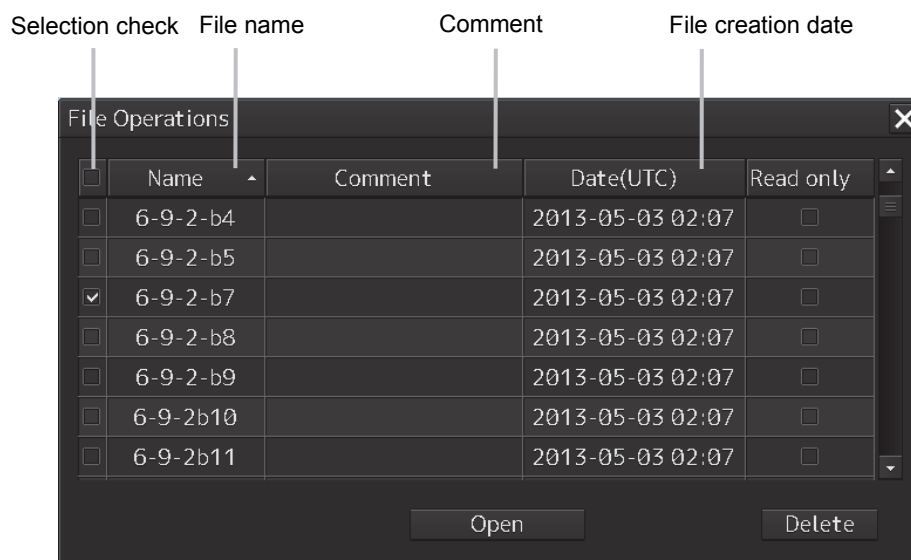 Selection check File name Comment File creation date
File Operations
Name Comment Date(UTC) Read only
6-9-2-b4 2013-05-03 02:07
6-9-2-b5 2013-05-03 02:07
6-9-2-b7 2013-05-03 02:07
6-9-2-b8 2013-05-03 02:07
6-9-2-b9 2013-05-03 02:07
6-9-2b10 2013-05-03 02:07
6-9-2b11 2013-05-03 02:07
Open Delete